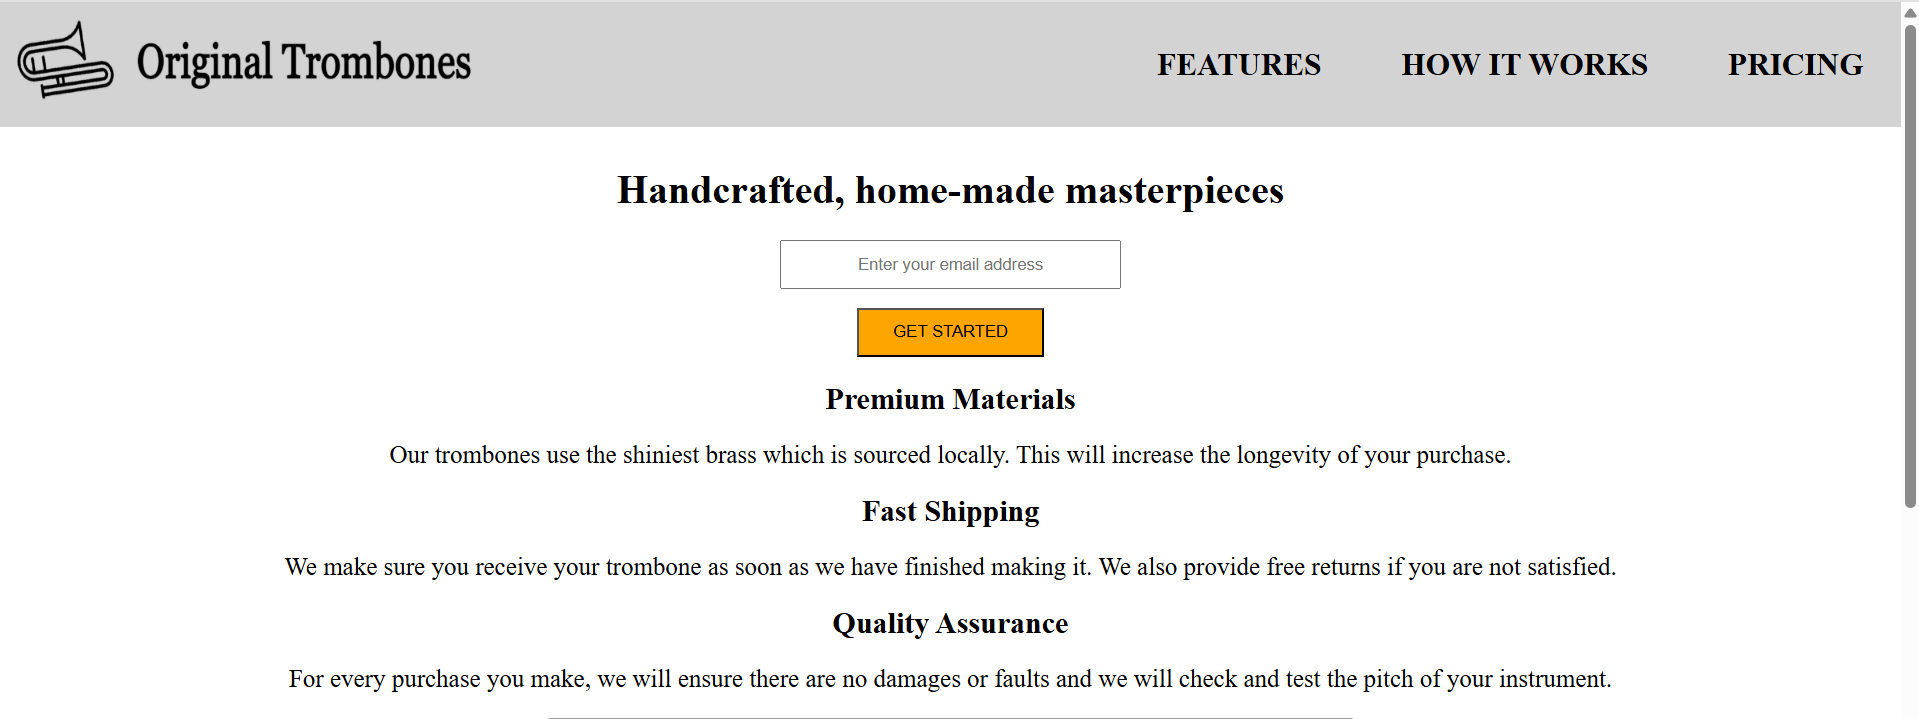 Original Trombones
FEATURES
HOW IT WORKS
PRICING
Handcrafted, home-made masterpieces
Enter your email address
GET STARTED
Premium Materials
Our trombones use the shiniest brass which is sourced locally. This will increase the longevity of your purchase.
Fast Shipping
We make sure you receive your trombone as soon as we have finished making it. We also provide free returns if you are not satisfied.
Quality Assurance
For every purchase you make, we will ensure there are no damages or faults and we will check and test the pitch of your instrument.